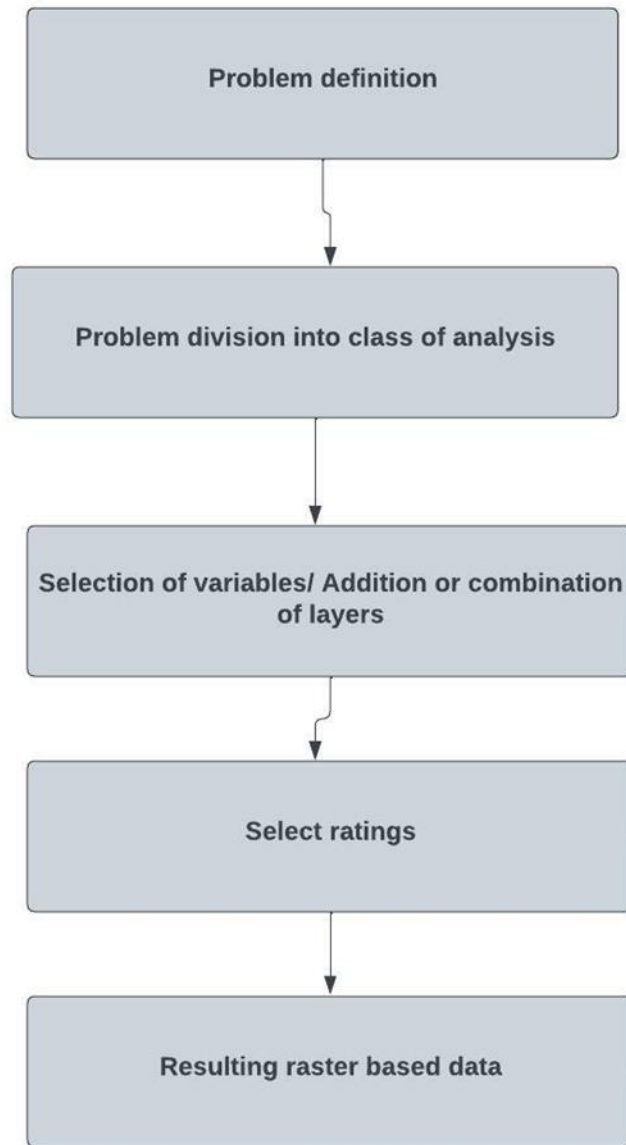 Problem definition
Problem division into class of analysis
Selection of variables/ Addition or combination
of layers
Select ratings
Resulting raster based data